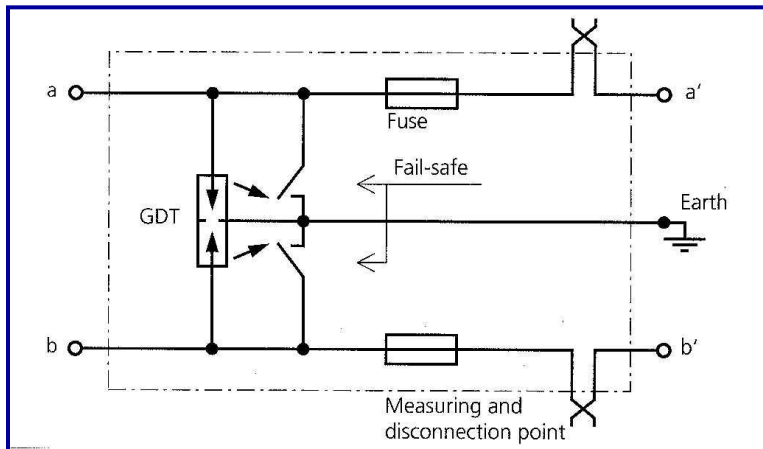 a
a'
Fuse
Fail-safe
Earth
GDT
b
b'
Measuring and
disconnection point